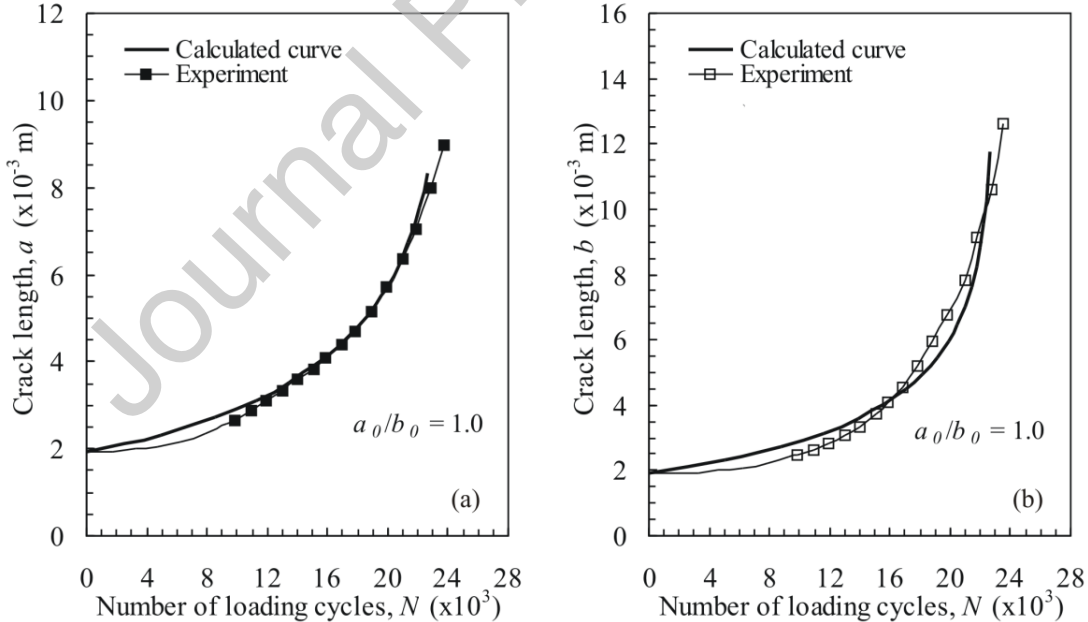 12
10
8
6
4
2
0
Crack length, a (x10⁻³ m)
Calculated curve
Experiment
a₀/b₀ = 1.0
(a)
0 4 8 12 16 20 24 28
Number of loading cycles, N (x10³)
16
14
12
10
8
6
4
2
0
Crack length, b (x10⁻³ m)
Calculated curve
Experiment
a₀/b₀ = 1.0
(b)
0 4 8 12 16 20 24 28
Number of loading cycles, N (x10³)
Journal P